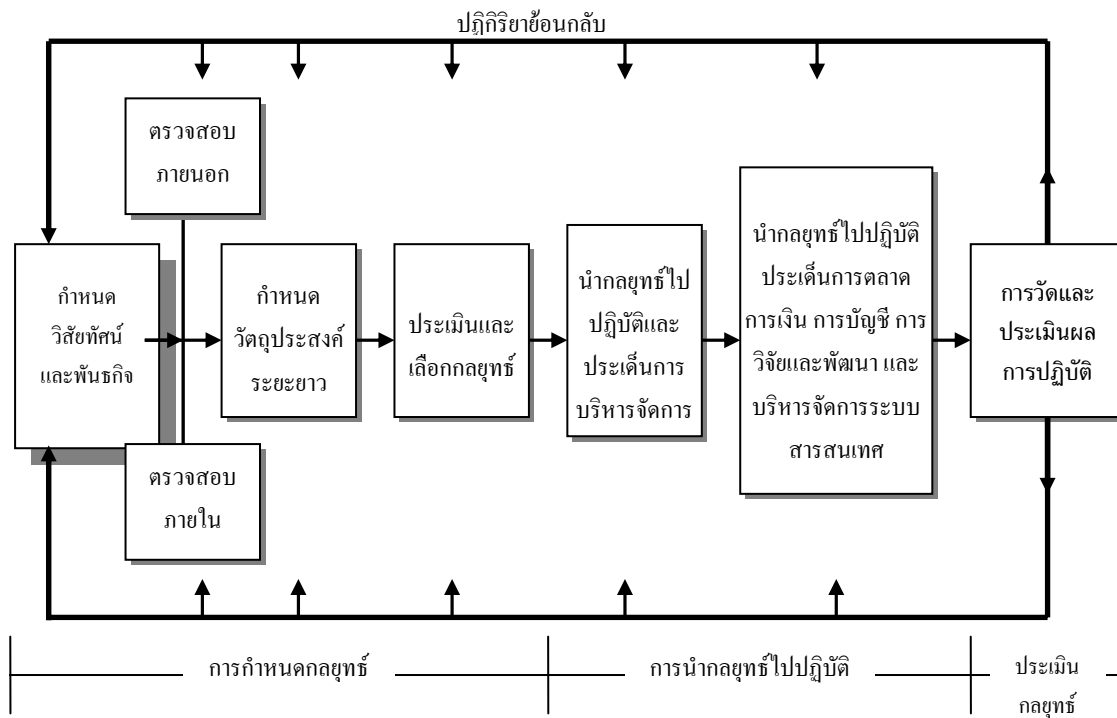 ปฏิกิริยาย้อนกลับ
ตรวจสอบ
ภายนอก
กำหนด
วิสัยทัศน์
และพันธกิจ
ตรวจสอบ
ภายใน
กำหนด
วัตถุประสงค์
ระยะยาว
ประเมินและ
เลือกกลยุทธ์
นำกลยุทธ์ไป
ปฏิบัติและ
ประเด็นการ
บริหารจัดการ
นำกลยุทธ์ไปปฏิบัติ
ประเด็นการตลาด
การเงิน การบัญชี การ
วิจัยและพัฒนา และ
บริหารจัดการระบบ
สารสนเทศ
การวัดและ
ประเมินผล
การปฏิบัติ
การกำหนดกลยุทธ์
การนำกลยุทธ์ไปปฏิบัติ
ประเมิน
กลยุทธ์